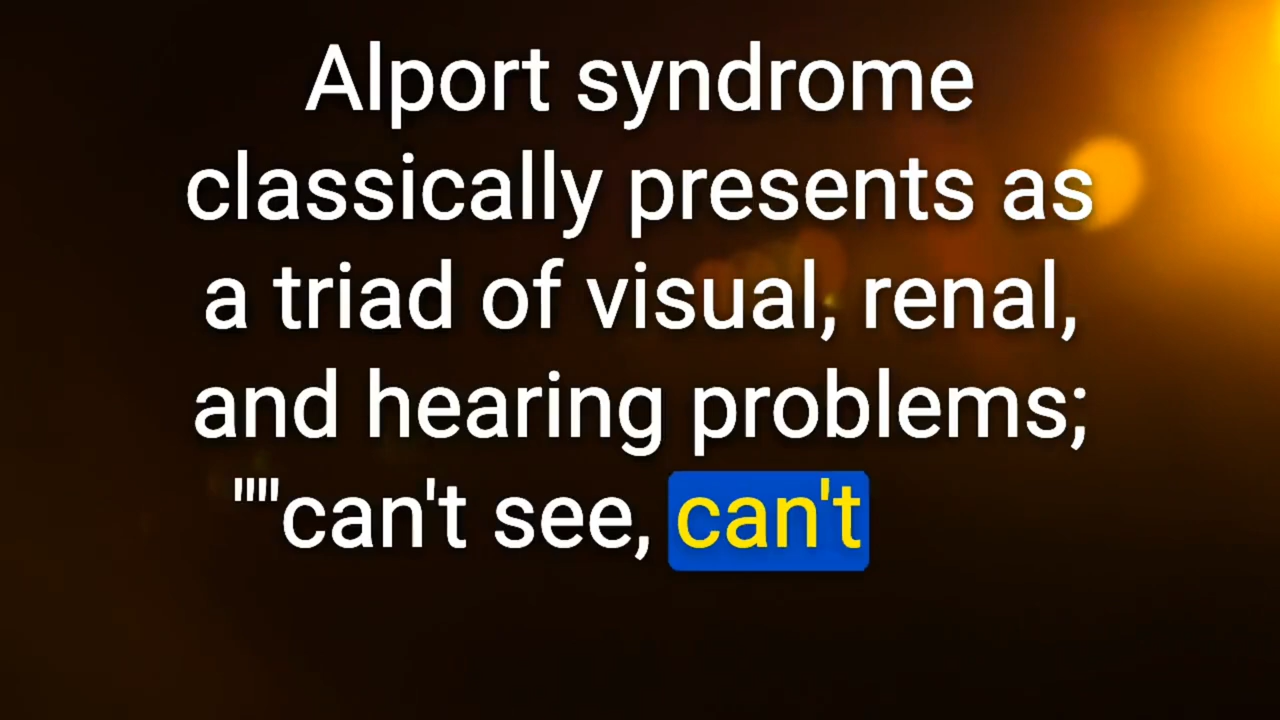 Alport syndrome
classically presents as
a triad of visual, renal,
and hearing problems;
""can't see, can't